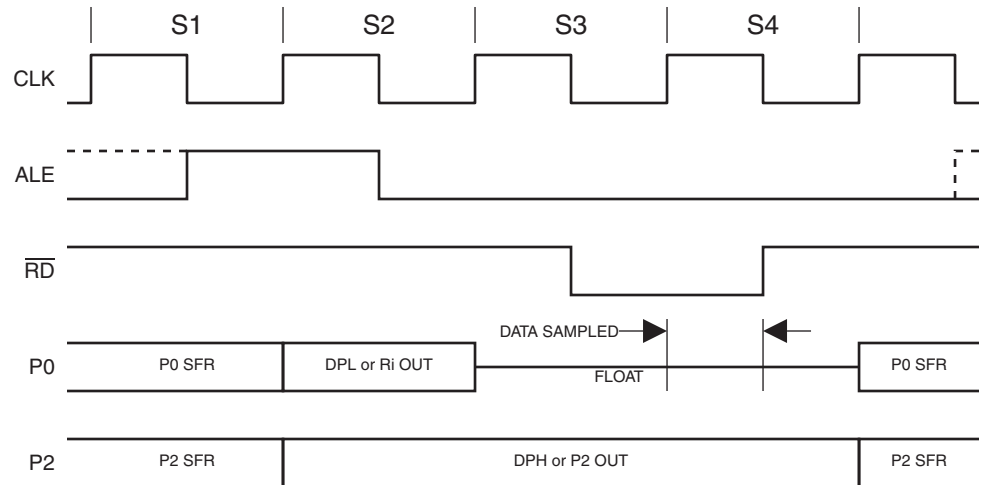 S1 S2 S3 S4
CLK
ALE
RD
DATA SAMPLED
P0 P0 SFR DPL or Ri OUT FLOAT P0 SFR
P2 P2 SFR DPH or P2 OUT P2 SFR